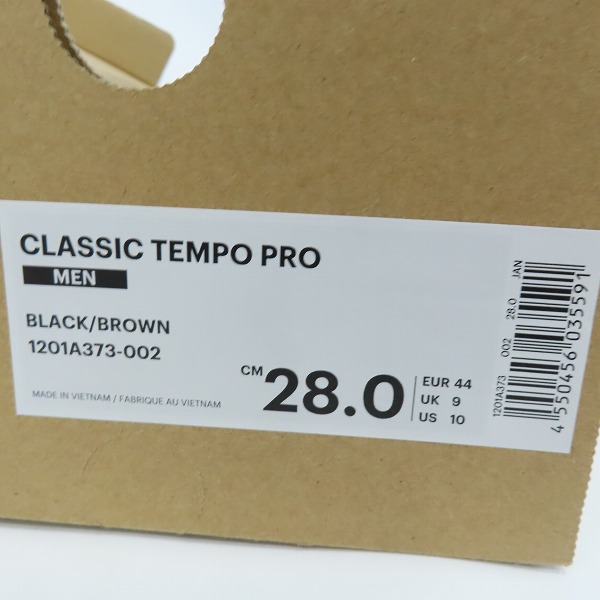 CLASSIC TEMPO PRO
MEN
BLACK/BROWN
1201A373-002
MADE IN VIETNAM / FABRIQUE AU VIETNAM
CM 28.0
EUR 44
UK 9
US 10
1201A373 002 28.0 JAN
4 550456 035591